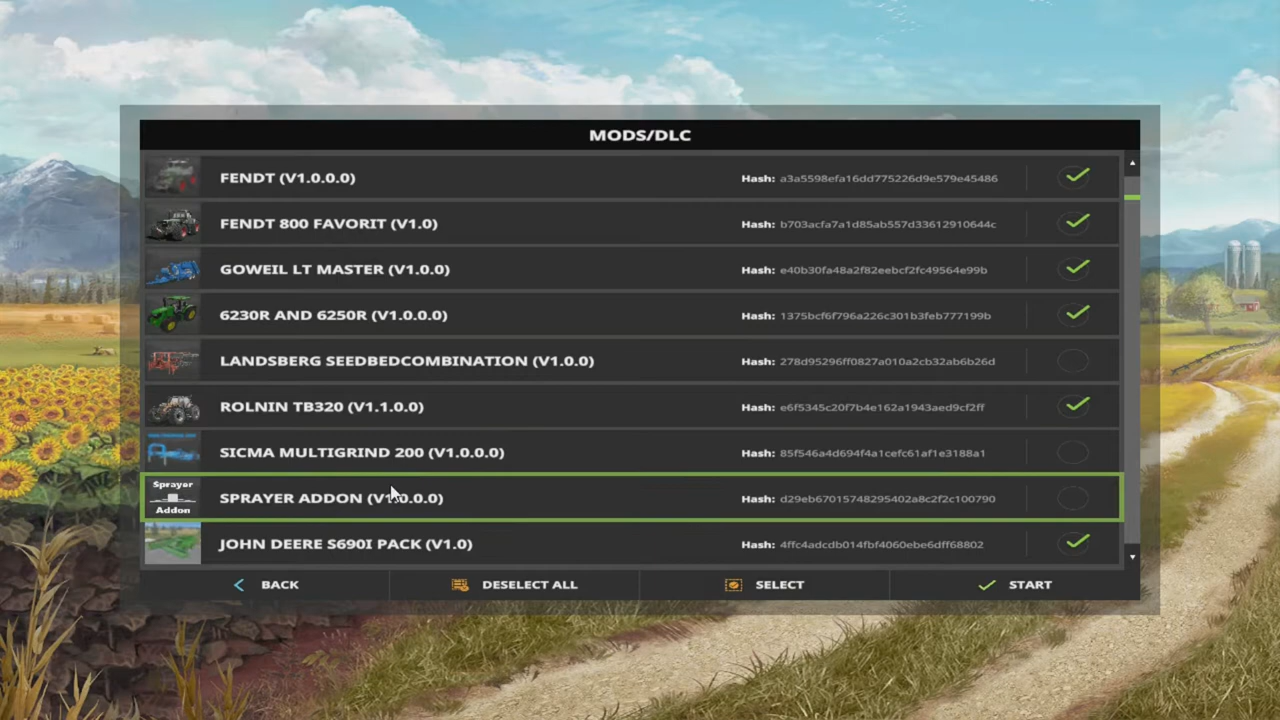 MODS/DLC
FENDT (V1.0.0.0) Hash: a3a5598efa16dd775226d9e579e45486
FENDT 800 FAVORIT (V1.0) Hash: b703acfa7a1d85ab557d33612910644c
GOWEIL LT MASTER (V1.0.0) Hash: e40b30fa48a2f82eebcf2fc49564e99b
6230R AND 6250R (V1.0.0.0) Hash: 1375bcf6f796a226c301b3feb777199b
LANDSBERG SEEDBEDCOMBINATION (V1.0.0) Hash: 278d95296ff0827a010a2cb32ab6b26d
ROLNIN TB320 (V1.1.0.0) Hash: e6f5345c20f7b4e162a1943aed9cf2ff
SICMA MULTIGRIND 200 (V1.0.0.0) Hash: 85f546a4d694f4a1cefc61af1e3188a1
Sprayer
Addon
SPRAYER ADDON (V1.0.0.0) Hash: d29eb67015748295402a8c2f2c100790
JOHN DEERE S690I PACK (V1.0) Hash: 4ffc4adcdb014fbf4060ebe6dff68802
BACK DESELECT ALL SELECT START